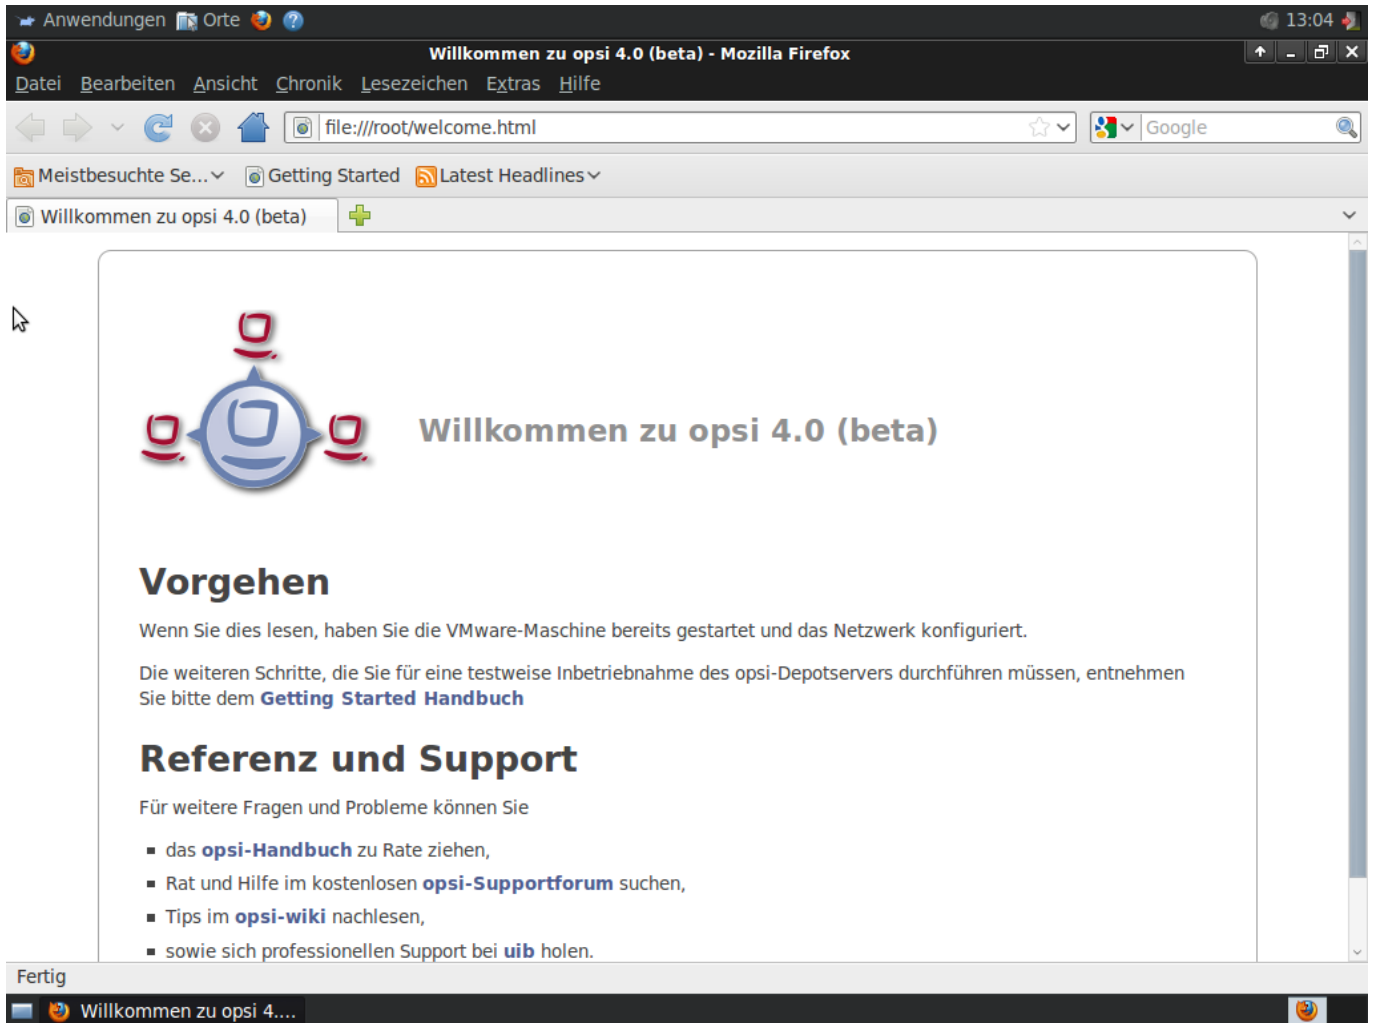 Anwendungen Orte 13:04
Willkommen zu opsi 4.0 (beta) - Mozilla Firefox
Datei Bearbeiten Ansicht Chronik Lesezeichen Extras Hilfe
file:///root/welcome.html Google
Meistbesuchte Se... Getting Started Latest Headlines
Willkommen zu opsi 4.0 (beta)
Willkommen zu opsi 4.0 (beta)
Vorgehen
Wenn Sie dies lesen, haben Sie die VMware-Maschine bereits gestartet und das Netzwerk konfiguriert.
Die weiteren Schritte, die Sie für eine testweise Inbetriebnahme des opsi-Depotservers durchführen müssen, entnehmen
Sie bitte dem Getting Started Handbuch
Referenz und Support
Für weitere Fragen und Probleme können Sie
das opsi-Handbuch zu Rate ziehen,
Rat und Hilfe im kostenlosen opsi-Supportforum suchen,
Tips im opsi-wiki nachlesen,
sowie sich professionellen Support bei uib holen.
Fertig
Willkommen zu opsi 4....